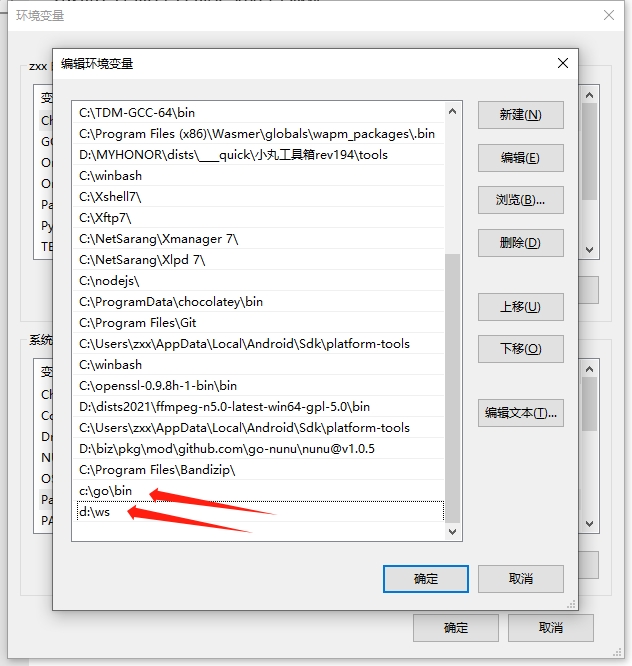 环境变量
编辑环境变量
zxx
变
Ch
GC
On
On
Pa
Py
TE
C:\TDM-GCC-64\bin
C:\Program Files (x86)\Wasmer\globals\wapm_packages\.bin
D:\MYHONOR\dists\___quick\小丸工具箱rev194\tools
C:\winbash
C:\Xshell7\
C:\Xftp7\
C:\NetSarang\Xmanager 7\
C:\NetSarang\Xlpd 7\
C:\nodejs\
C:\ProgramData\chocolatey\bin
C:\Program Files\Git
C:\Users\zxx\AppData\Local\Android\Sdk\platform-tools
C:\winbash
C:\openssl-0.9.8h-1-bin\bin
D:\dists2021\ffmpeg-n5.0-latest-win64-gpl-5.0\bin
C:\Users\zxx\AppData\Local\Android\Sdk\platform-tools
D:\biz\pkg\mod\github.com\go-nunu\nunu@v1.0.5
C:\Program Files\Bandizip\
c:\go\bin
d:\ws
新建(N)
编辑(E)
浏览(B)...
删除(D)
上移(U)
下移(O)
编辑文本(T)...
系统
变
Ch
Co
Dr
NU
OS
Pa
PA
确定
取消
确定
取消